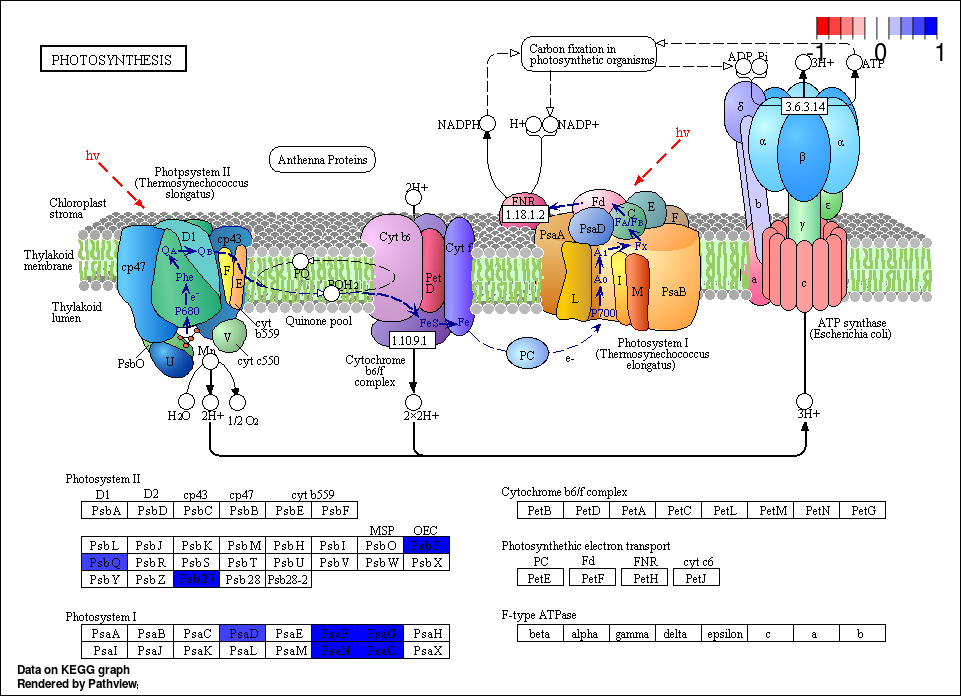 PHOTOSYNTHESIS
-1 0 1
Carbon fixation in
photosynthetic organisms
ADP Pi
3H+
ATP
3.6.3.14
NADPH
H+
NADP+
hv
hv
Anthenna Proteins
Photpsystem II
(Thermosynechococcus
elongatus)
Chloroplast
stroma
2H+
FNR
1.18.1.2
Fd
δ
α
β
α
b
ε
γ
a
c
Thylakoid
membrane
Thylakoid
lumen
cp47
D1
cp43
QA
QB
F
E
Phe
e-
P680
PsbO
U
V
Mn
cyt
b559
cyt c550
PQ
PQH2
Quinone pool
Cyt b6
Cyt f
Pet
D
FeS
Fe
1.10.9.1
Cytochrome
b6/f
complex
PC
e-
PsaA
PsaD
C
E
F
FA/FB
Fx
A1
A0
P700
L
I
M
PsaB
Photosystem I
(Thermosynechococcus
elongatus)
ATP synthase
(Escherichia coli)
H2O
2H+
1/2 O2
2×2H+
3H+
Photosystem II
D1 D2 cp43 cp47 cyt b559
PsbA PsbD PsbC PsbB PsbE PsbF
MSP OEC
PsbL PsbJ PsbK PsbM PsbH PsbI PsbO
PsbQ PsbR PsbS PsbT PsbU PsbV PsbW PsbX
PsbY PsbZ Psb27 Psb28 Psb28-2
Photosystem I
PsaA PsaB PsaC PsaD PsaE PsaH
PsaI PsaJ PsaK PsaL PsaM PsaN PsaO PsaX
Cytochrome b6/f complex
PetB PetD PetA PetC PetL PetM PetN PetG
Photosynthethic electron transport
PC Fd FNR cyt c6
PetE PetF PetH PetJ
F-type ATPase
beta alpha gamma delta epsilon c a b
Data on KEGG graph
Rendered by Pathview